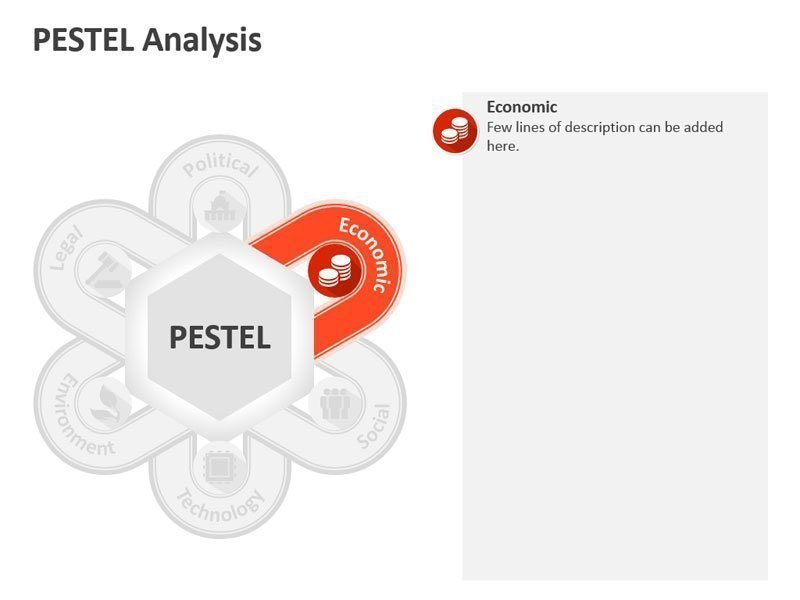 PESTEL Analysis
Economic
Few lines of description can be added
here.
Political
Economic
Legal
PESTEL
Environment
Social
Technology